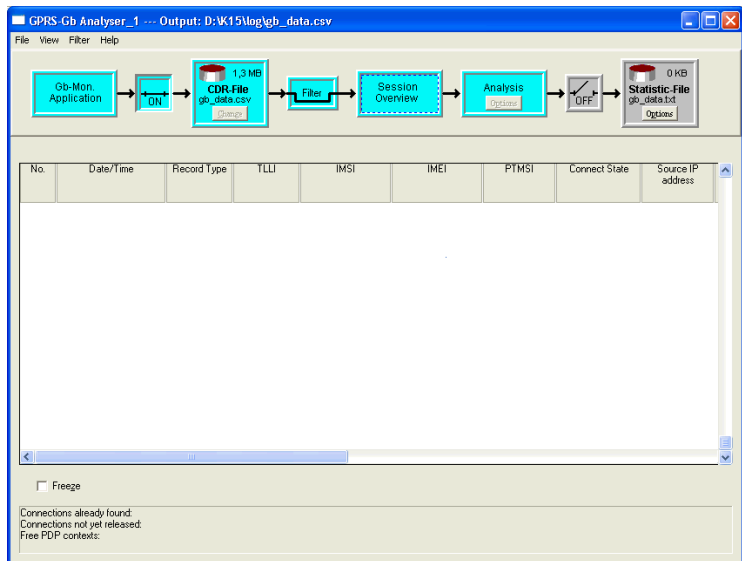 GPRS-Gb Analyser_1 --- Output: D:\K15\log\gb_data.csv
File View Filter Help
Gb-Mon.
Application
ON
1,3 MB
CDR-File
gb_data.csv
Change
Filter
Session
Overview
Analysis
Options
OFF
0 KB
Statistic-File
gb_data.txt
Options
No. Date/Time Record Type TLLI IMSI IMEI PTMSI Connect State Source IP
address
Freeze
Connections already found:
Connections not yet released:
Free PDP contexts: